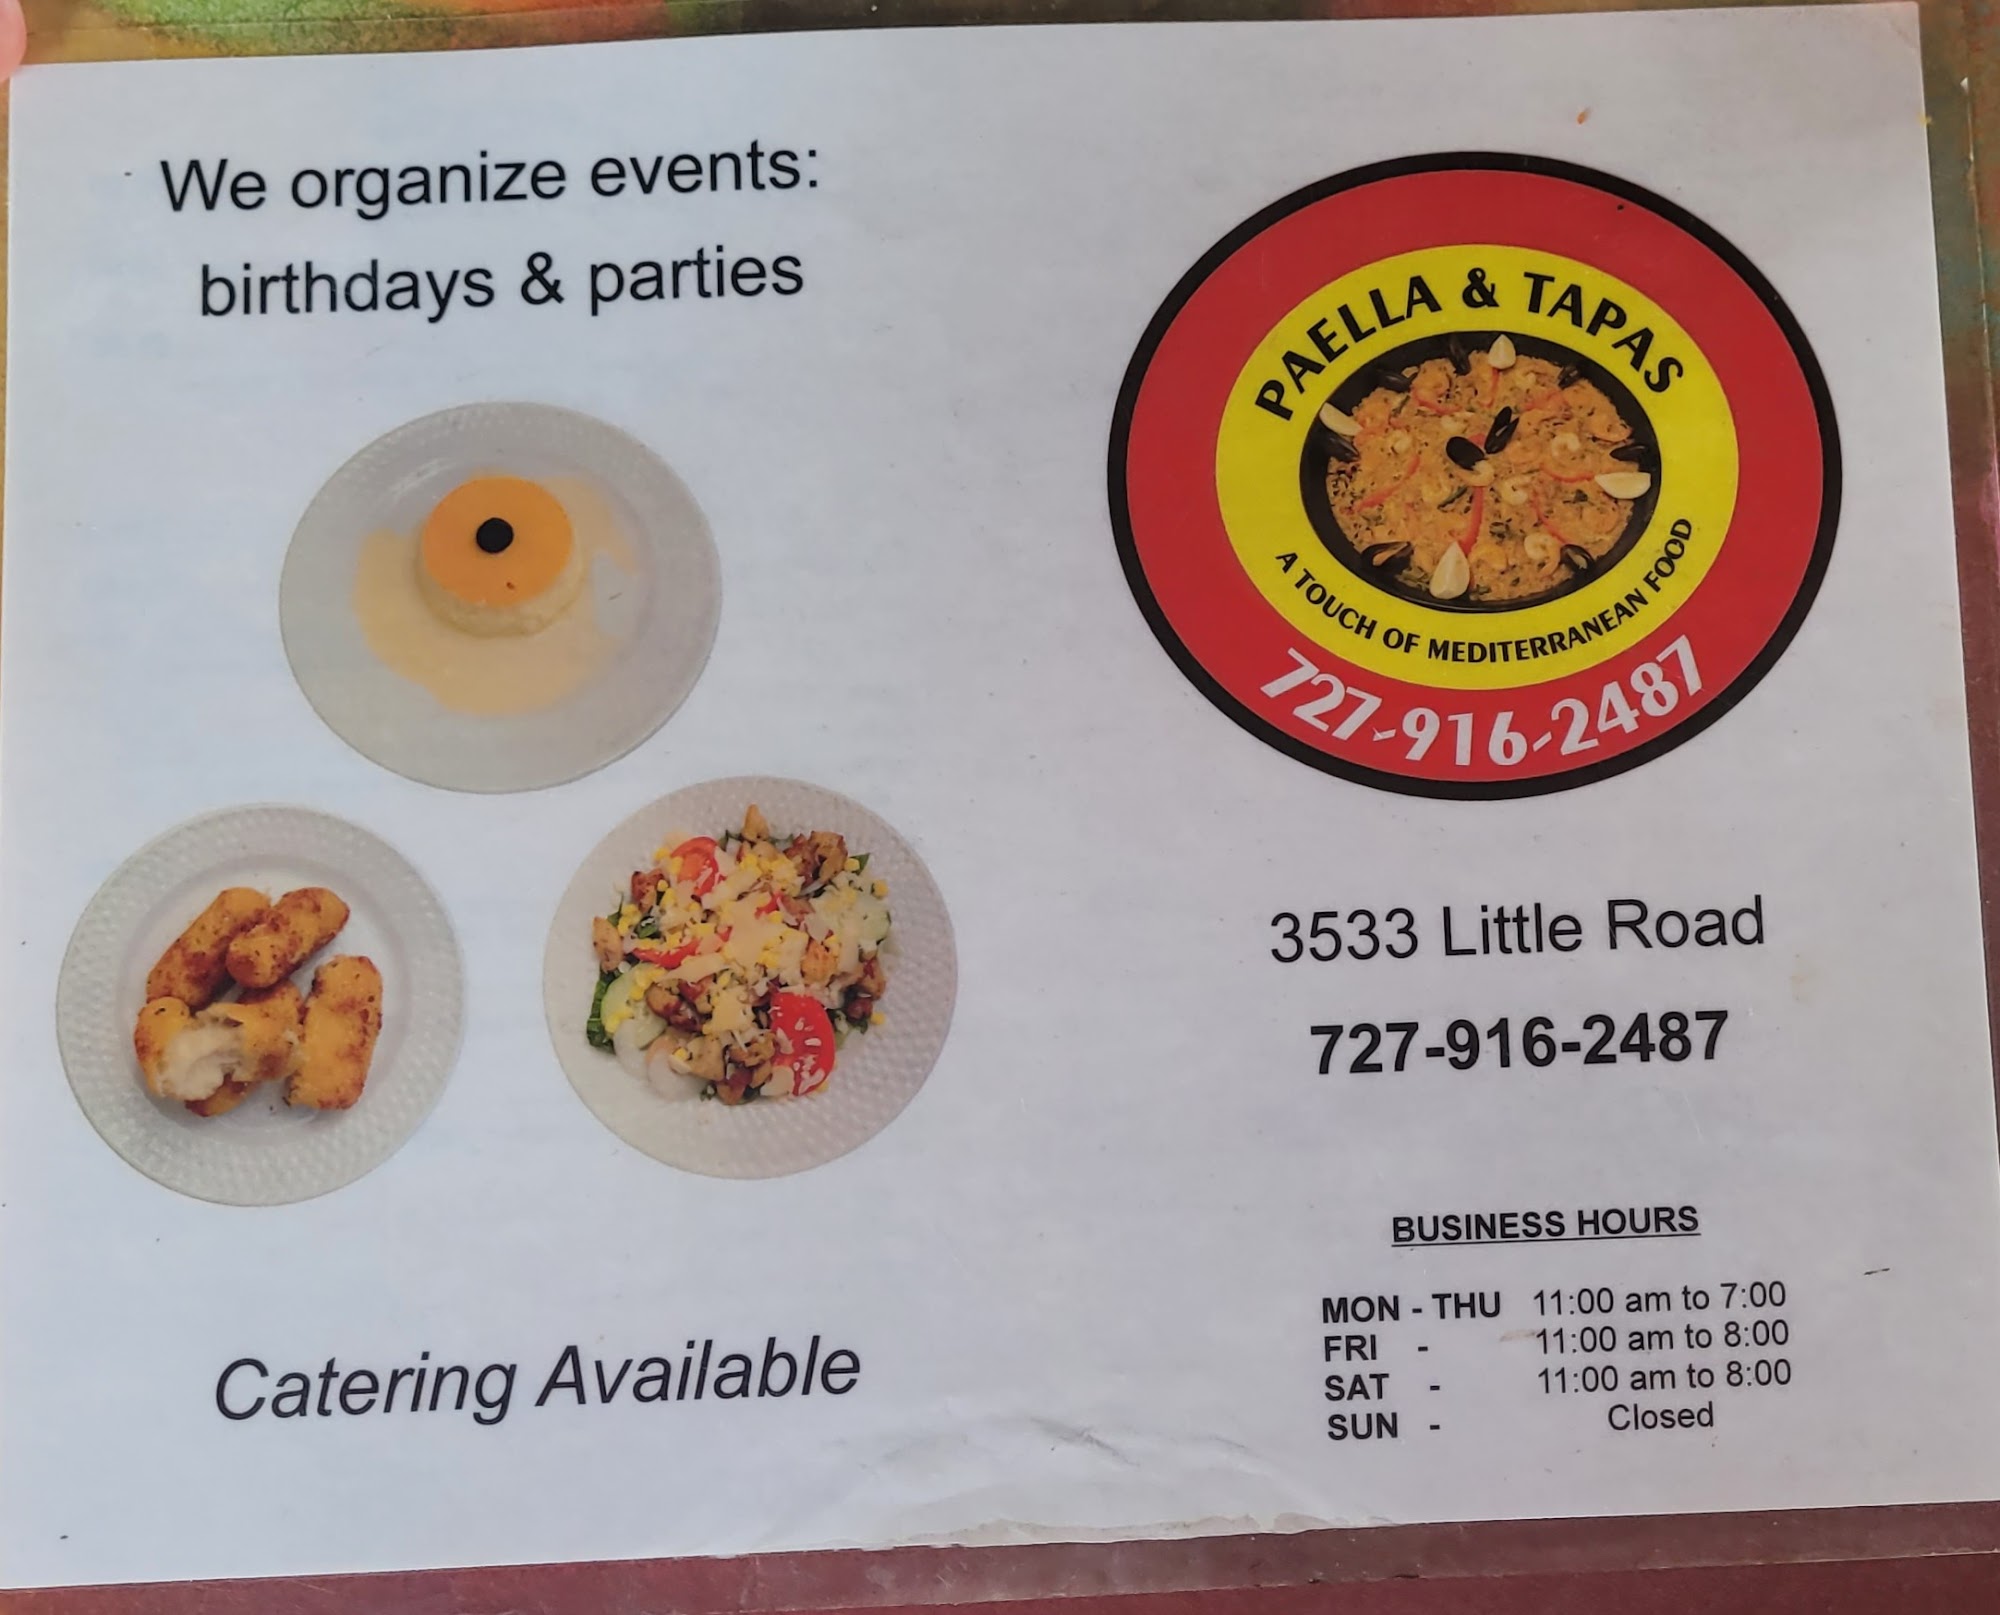 We organize events:
birthdays & parties
Catering Available
PAELLA & TAPAS
A TOUCH OF MEDITERRANEAN FOOD
727-916-2487
3533 Little Road
727-916-2487
BUSINESS HOURS
MON - THU 11:00 am to 7:00
FRI - 11:00 am to 8:00
SAT - 11:00 am to 8:00
SUN - Closed